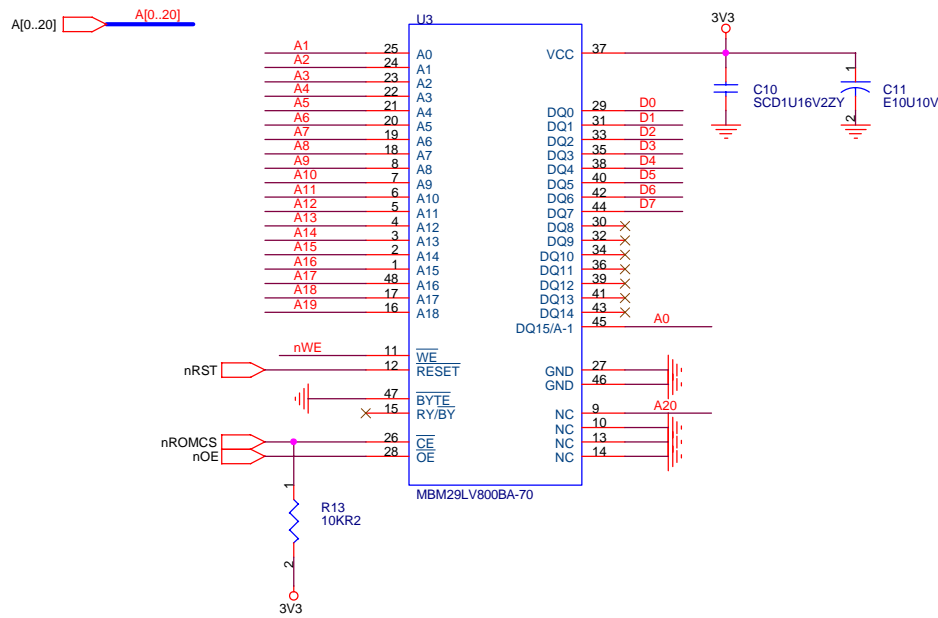 A[0..20] A[0..20]
U3
3V3
A1 25 A0 VCC 37
A2 24 A1
A3 23 A2
A4 22 A3
A5 21 A4 DQ0 29 D0
A6 20 A5 DQ1 31 D1
A7 19 A6 DQ2 33 D2
A8 18 A7 DQ3 35 D3
A9 8 A8 DQ4 38 D4
A10 7 A9 DQ5 40 D5
A11 6 A10 DQ6 42 D6
A12 5 A11 DQ7 44 D7
A13 4 A12 DQ8 30
A14 3 A13 DQ9 32
A15 2 A14 DQ10 34
A16 1 A15 DQ11 36
A17 48 A16 DQ12 39
A18 17 A17 DQ13 41
A19 16 A18 DQ14 43
DQ15/A-1 45 A0
C10
SCD1U16V2ZY
1
2
C11
E10U10V
nWE 11 WE
nRST 12 RESET GND 27
GND 46
47 BYTE
15 RY/BY NC 9 A20
NC 10
nROMCS 26 CE NC 13
nOE 28 OE NC 14
MBM29LV800BA-70
1
R13
10KR2
2
3V3